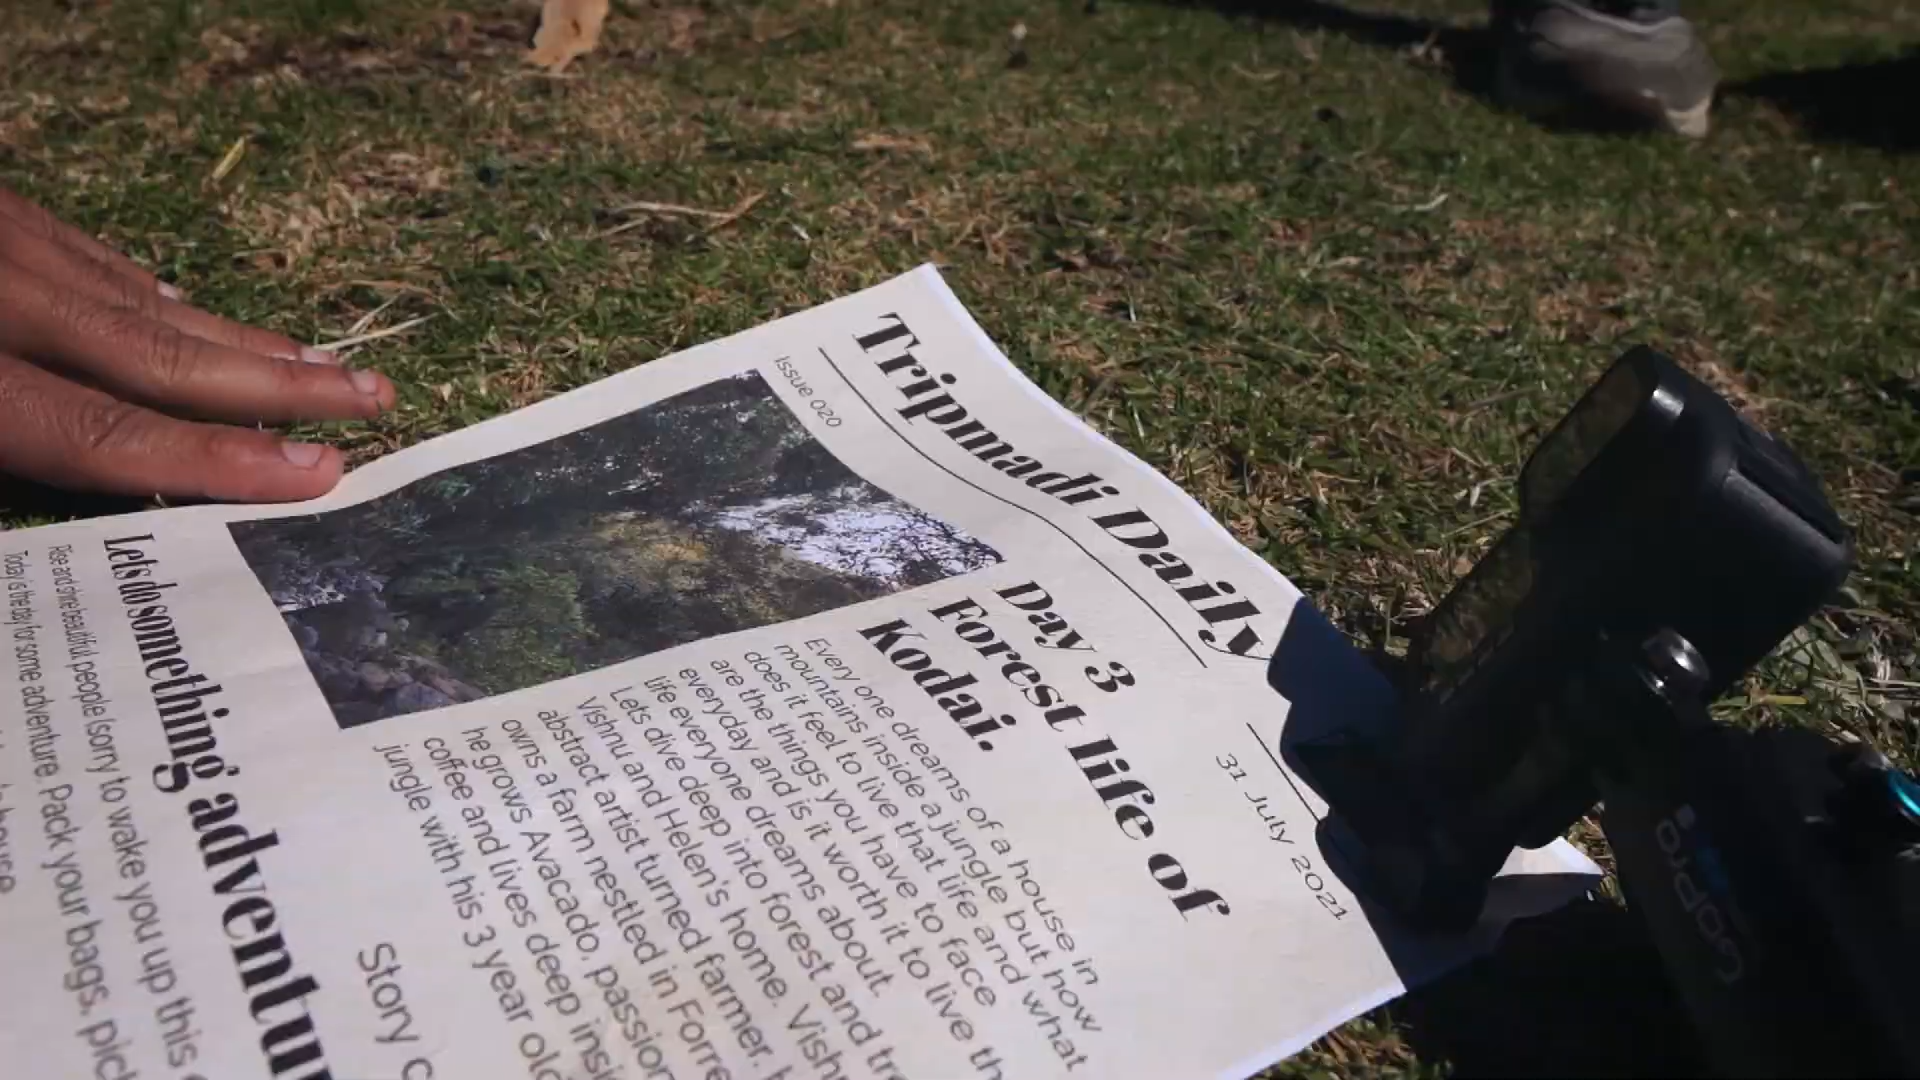 Tripmadi Daily
Issue 020
31 July 2021
Day 3
Forest life of
Kodai.
Every one dreams of a house in
mountains inside a jungle but how
does it feel to live that life and what
are the things you have to face
everyday and is it worth it to live
life everyone dreams about.
Lets dive deep into forest and
Vishnu and Helen's home.
abstract artist turned farmer.
owns a farm nestled in
he grows Avacado, passion
coffee and lives deep
jungle with his 3 year
Story
Lets do something
Rise and shine beautiful people (sorry to wake you up this
Today is the day for some adventure. Pack your bags,
GoPro